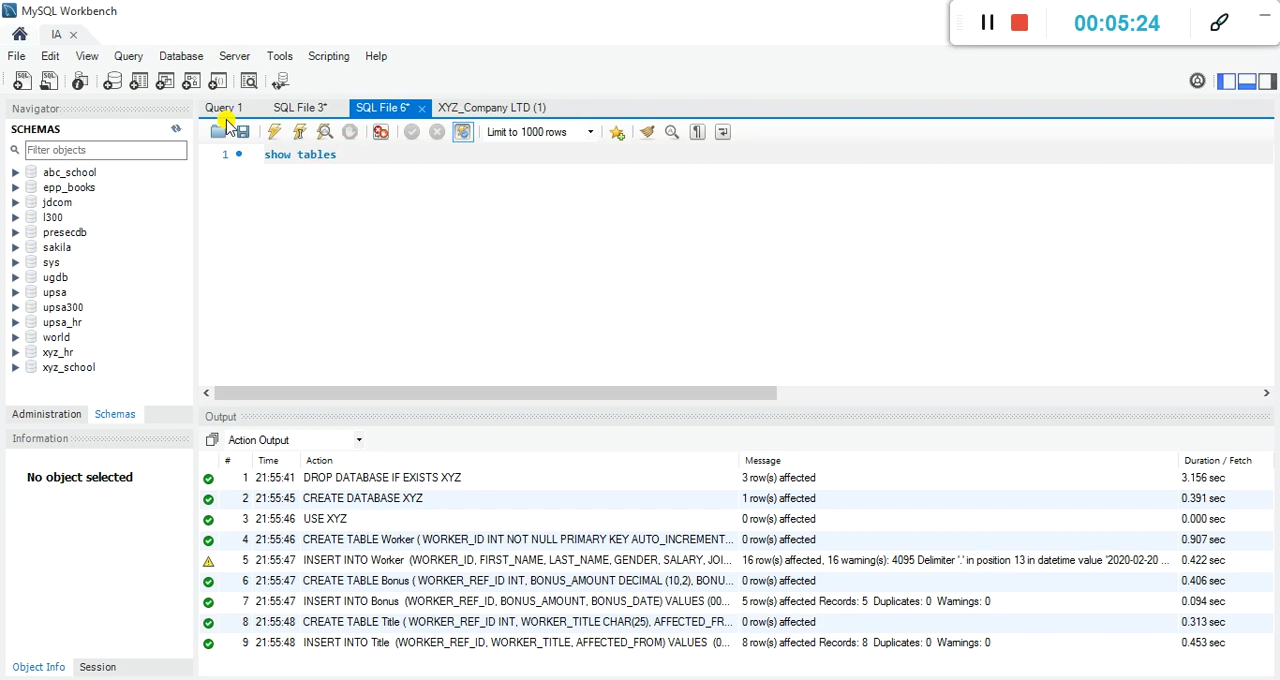 MySQL Workbench
00:05:24
IA
File Edit View Query Database Server Tools Scripting Help
Navigator
SCHEMAS
Filter objects
abc_school
epp_books
jdcom
l300
presecdb
sakila
sys
ugdb
upsa
upsa300
upsa_hr
world
xyz_hr
xyz_school
Administration Schemas
Information
No object selected
Object Info Session
Query 1 SQL File 3* SQL File 6* XYZ_Company LTD (1)
Limit to 1000 rows
1 show tables
Output
Action Output
# Time Action Message Duration / Fetch
1 21:55:41 DROP DATABASE IF EXISTS XYZ 3 row(s) affected 3.156 sec
2 21:55:45 CREATE DATABASE XYZ 1 row(s) affected 0.391 sec
3 21:55:46 USE XYZ 0 row(s) affected 0.000 sec
4 21:55:46 CREATE TABLE Worker ( WORKER_ID INT NOT NULL PRIMARY KEY AUTO_INCREMENT... 0 row(s) affected 0.907 sec
5 21:55:47 INSERT INTO Worker (WORKER_ID, FIRST_NAME, LAST_NAME, GENDER, SALARY, JOI... 16 row(s) affected, 16 warning(s): 4095 Delimiter '.' in position 13 in datetime value '2020-02-20 ... 0.422 sec
6 21:55:47 CREATE TABLE Bonus ( WORKER_REF_ID INT, BONUS_AMOUNT DECIMAL (10,2), BONU... 0 row(s) affected 0.406 sec
7 21:55:47 INSERT INTO Bonus (WORKER_REF_ID, BONUS_AMOUNT, BONUS_DATE) VALUES (00... 5 row(s) affected Records: 5 Duplicates: 0 Warnings: 0 0.094 sec
8 21:55:48 CREATE TABLE Title ( WORKER_REF_ID INT, WORKER_TITLE CHAR(25), AFFECTED_FR... 0 row(s) affected 0.313 sec
9 21:55:48 INSERT INTO Title (WORKER_REF_ID, WORKER_TITLE, AFFECTED_FROM) VALUES (0... 8 row(s) affected Records: 8 Duplicates: 0 Warnings: 0 0.453 sec